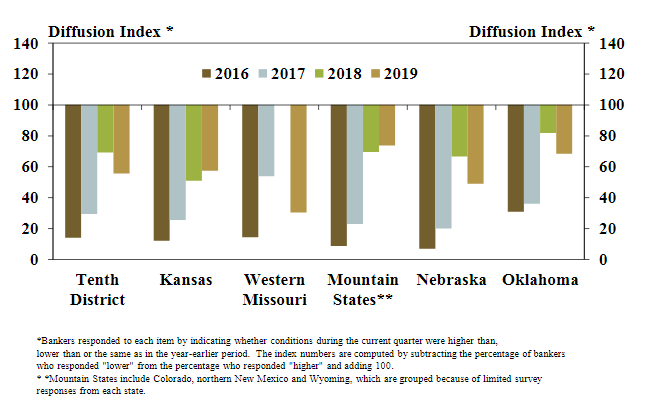 Diffusion Index * Diffusion Index *
140 140
2016 2017 2018 2019
120 120
100 100
80 80
60 60
40 40
20 20
0 0
Tenth District Kansas Western Missouri Mountain States** Nebraska Oklahoma
*Bankers responded to each item by indicating whether conditions during the current quarter were higher than,
lower than or the same as in the year-earlier period. The index numbers are computed by subtracting the percentage of bankers
who responded "lower" from the percentage who responded "higher" and adding 100.
* *Mountain States include Colorado, northern New Mexico and Wyoming, which are grouped because of limited survey
responses from each state.